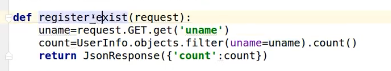 def register_exist(request):
    uname=request.GET.get('uname')
    count=UserInfo.objects.filter(uname=uname).count()
    return JsonResponse({'count':count})